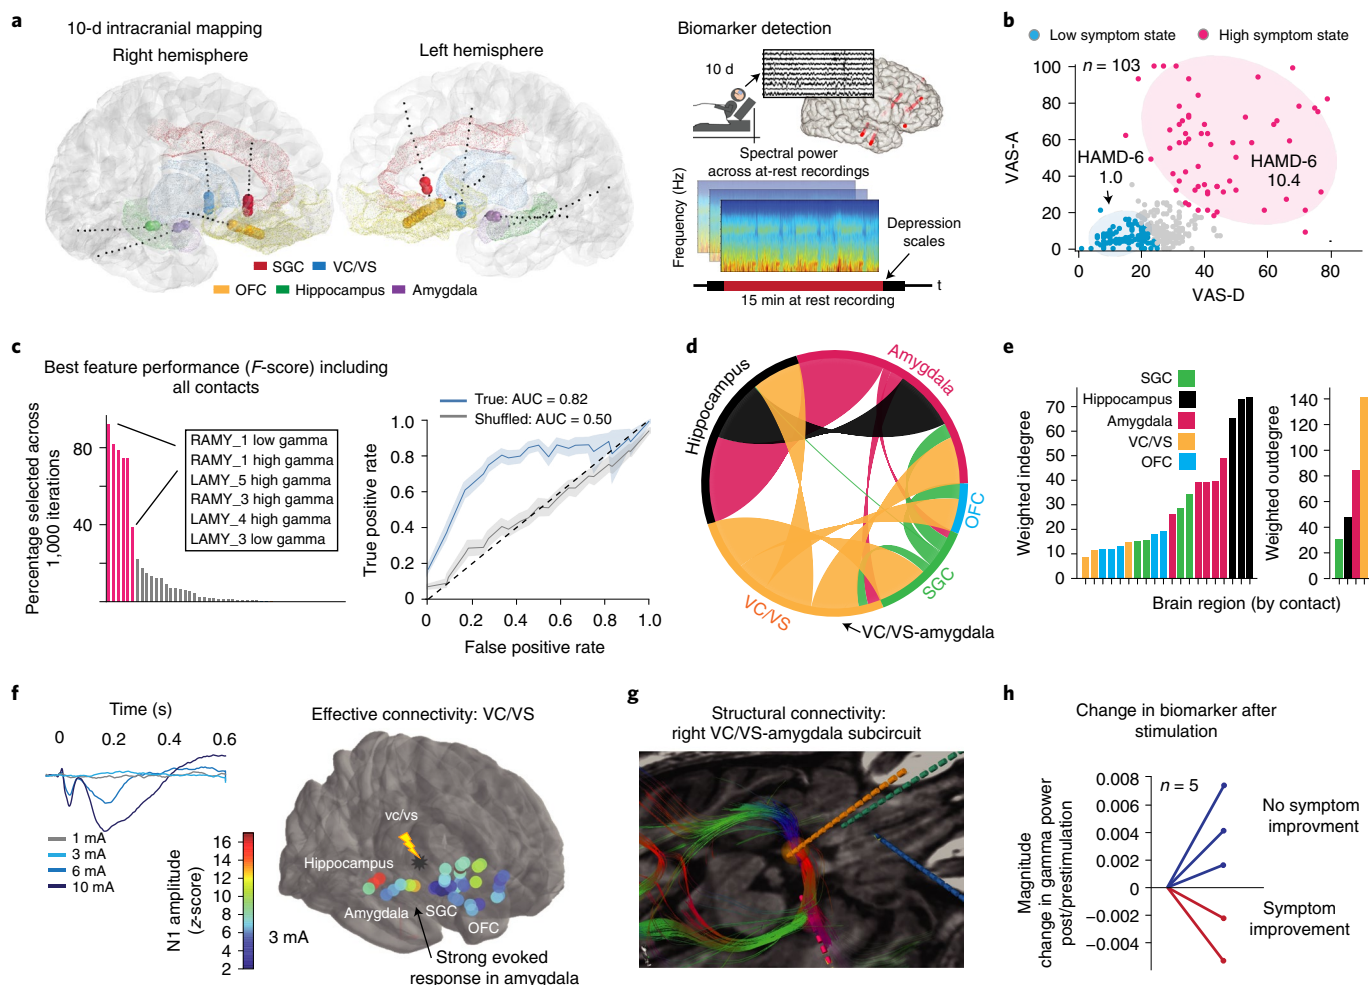 a
10-d intracranial mapping
Right hemisphere
Left hemisphere
SGC
VC/VS
OFC
Hippocampus
Amygdala
Biomarker detection
10 d
Spectral power
across at-rest recordings
Frequency (Hz)
Depression
scales
15 min at rest recording
t
b
Low symptom state
High symptom state
n = 103
100
80
60
40
20
0
VAS-A
HAMD-6
1.0
HAMD-6
10.4
0
20
40
60
80
VAS-D
c
Best feature performance (F-score) including
all contacts
Percentage selected across
1,000 iterations
80
40
RAMY_1 low gamma
RAMY_1 high gamma
LAMY_5 high gamma
RAMY_3 high gamma
LAMY_4 high gamma
LAMY_3 low gamma
True: AUC = 0.82
Shuffled: AUC = 0.50
True positive rate
1.0
0.8
0.6
0.4
0.2
0
0
0.2
0.4
0.6
0.8
1.0
False positive rate
d
Hippocampus
Amygdala
OFC
SGC
VC/VS
VC/VS-amygdala
e
SGC
Hippocampus
Amygdala
VC/VS
OFC
Weighted indegree
70
60
50
40
30
20
10
0
Weighted outdegree
140
120
100
80
60
40
20
0
Brain region (by contact)
f
Time (s)
0
0.2
0.4
0.6
1 mA
3 mA
6 mA
10 mA
Effective connectivity: VC/VS
N1 amplitude
(z-score)
16
14
12
10
8
6
4
2
3 mA
vc/vs
Hippocampus
Amygdala
SGC
OFC
Strong evoked
response in amygdala
g
Structural connectivity:
right VC/VS-amygdala subcircuit
h
Change in biomarker after
stimulation
Magnitude
change in gamma power
post/prestimulation
0.008
0.006
0.004
0.002
0
−0.002
−0.004
n = 5
No symptom
improvment
Symptom
improvement